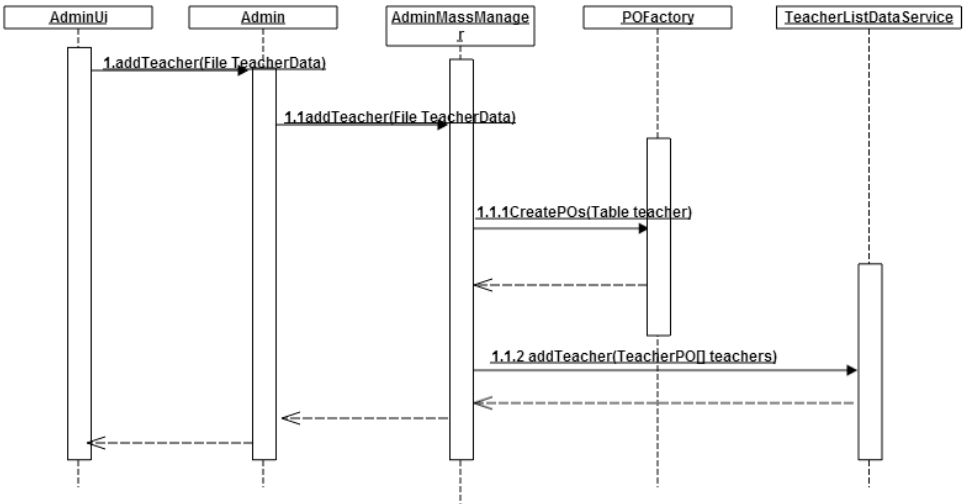 AdminUi
Admin
AdminMassManage
r
POFactory
TeacherListDataService
1.addTeacher(File TeacherData)
1.1addTeacher(File TeacherData)
1.1.1CreatePOs(Table teacher)
1.1.2 addTeacher(TeacherPO[] teachers)